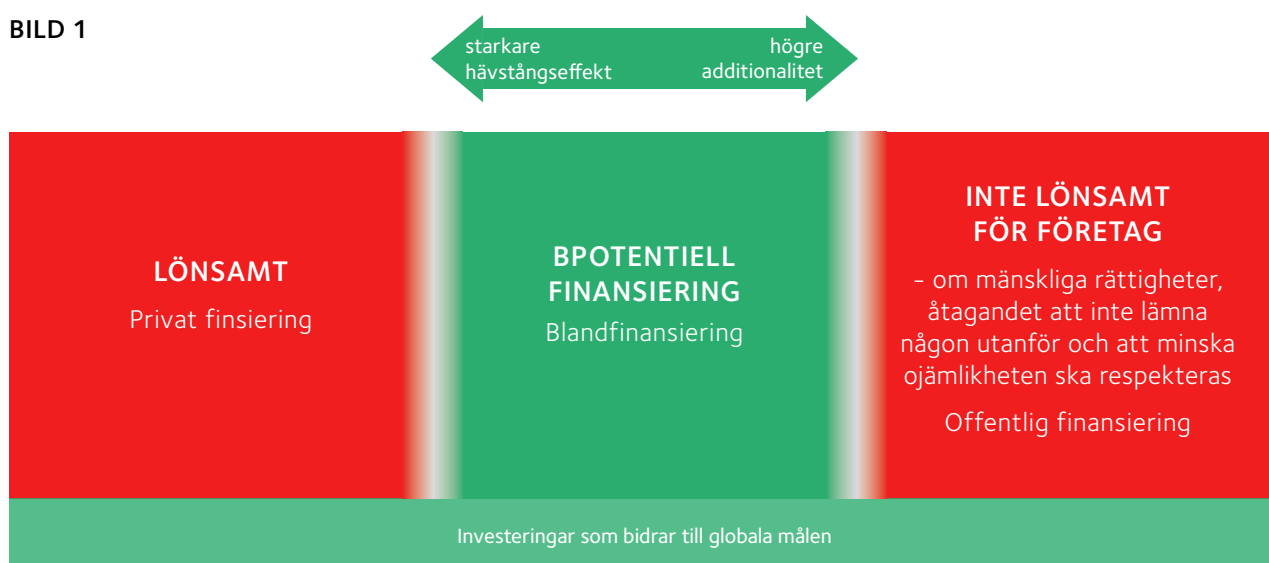 BILD 1
starkare
hävstångseffekt
högre
additionalitet
LÖNSAMT
Privat finsiering
BPOTENTIELL
FINANSIERING
Blandfinansiering
INTE LÖNSAMT
FÖR FÖRETAG
– om mänskliga rättigheter,
åtagandet att inte lämna
någon utanför och att minska
ojämlikheten ska respekteras
Offentlig finansiering
Investeringar som bidrar till globala målen